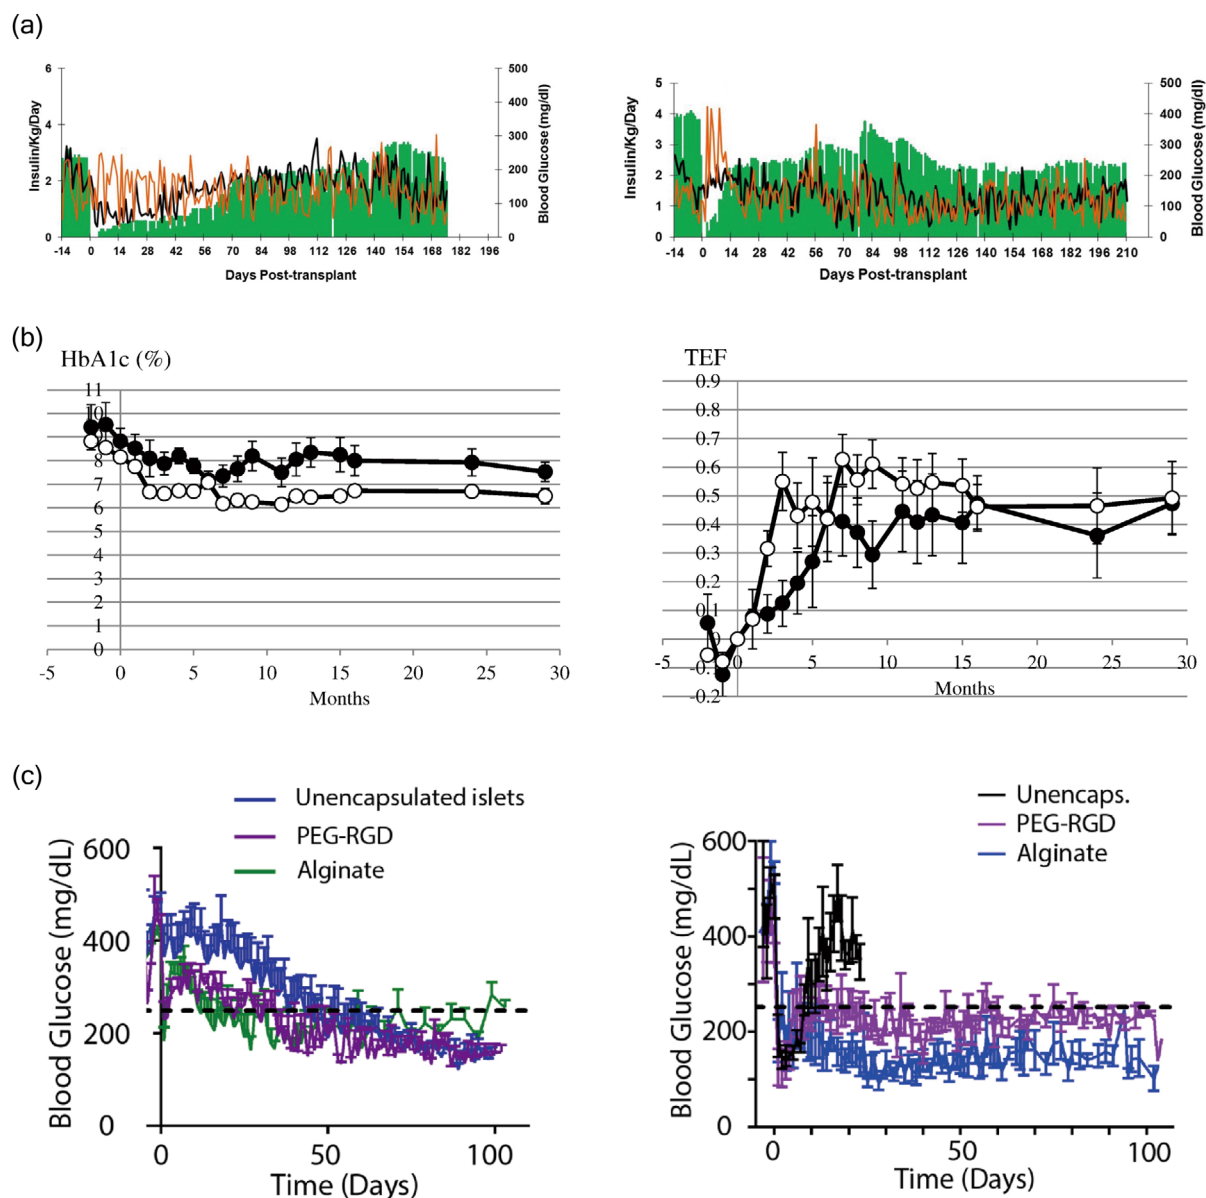 (a)
6
4
2
0
Insulin/Kg/Day
500
400
300
200
100
0
Blood Glucose (mg/dl)
-14 0 14 28 42 56 70 84 98 112 126 140 154 168 182 196
Days Post-transplant
5
4
3
2
1
0
Insulin/Kg/Day
500
400
300
200
100
0
Blood Glucose (mg/dl)
-14 0 14 28 42 56 70 84 98 112 126 140 154 168 182 196 210
Days Post-transplant
(b)
HbA1c (%)
11
10
8
7
6
5
4
3
2
1
0
-5 0 5 10 15 20 25 30
Months
TEF
0.9
0.8
0.7
0.6
0.5
0.4
0.3
0.2
0.1
0
-0.1
-0.2
-5 0 5 10 15 20 25 30
Months
(c)
Unencapsulated islets
PEG-RGD
Alginate
Blood Glucose (mg/dL)
600
400
200
0
0 50 100
Time (Days)
Unencaps.
PEG-RGD
Alginate
Blood Glucose (mg/dL)
600
400
200
0
0 50 100
Time (Days)